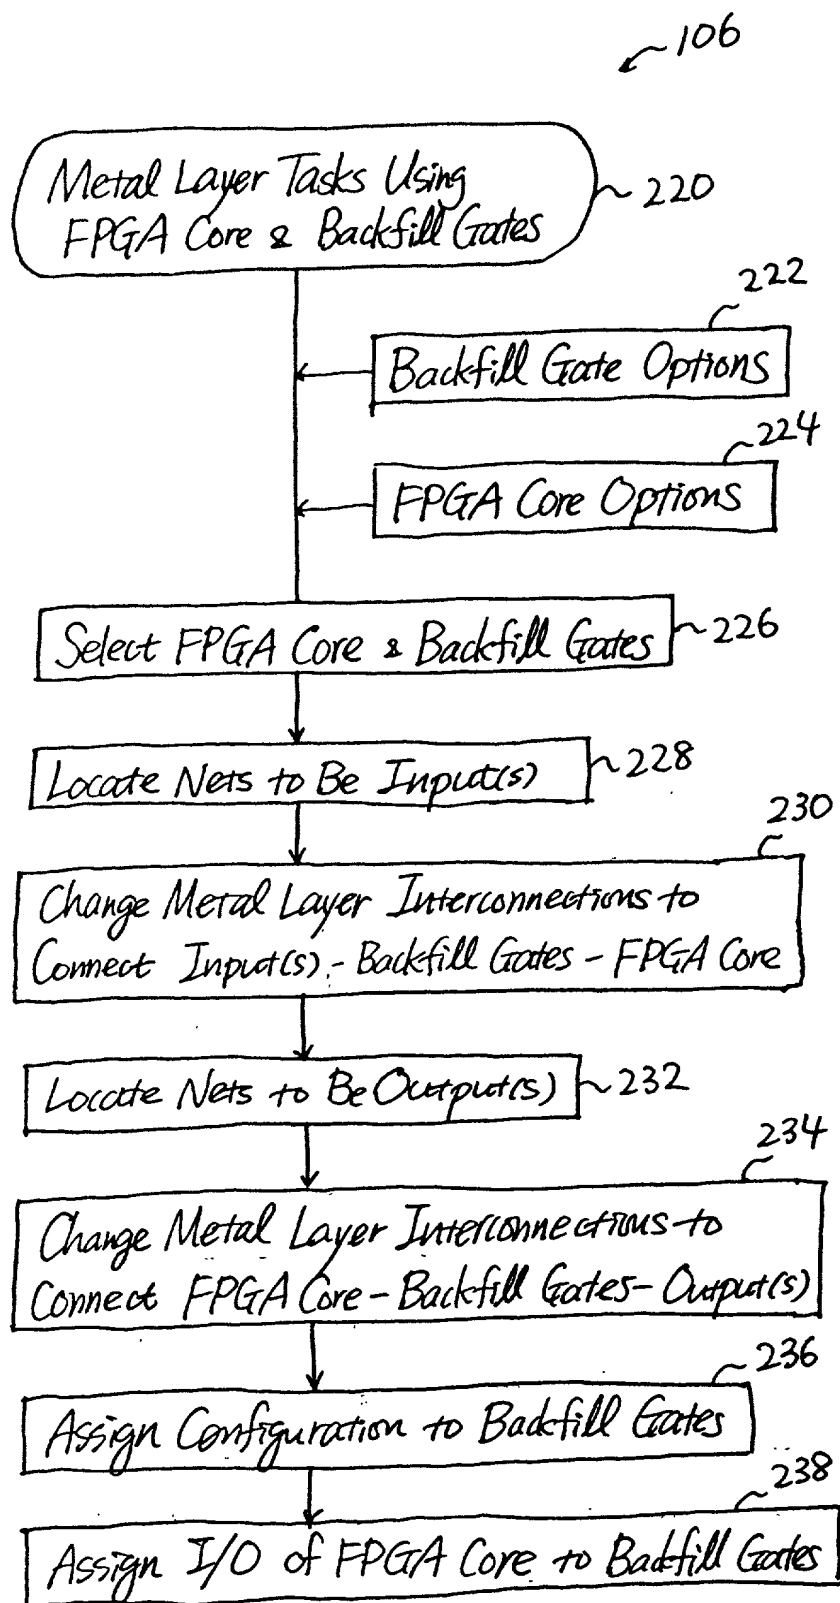 106
Metal Layer Tasks Using
FPGA Core & Backfill Gates
220
222
Backfill Gate Options
224
FPGA Core Options
Select FPGA Core & Backfill Gates
226
Locate Nets to Be Input(s)
228
230
Change Metal Layer Interconnections to
Connect Input(s) - Backfill Gates - FPGA Core
Locate Nets to Be Output(s)
232
234
Change Metal Layer Interconnections to
Connect FPGA Core - Backfill Gates - Output(s)
236
Assign Configuration to Backfill Gates
238
Assign I/O of FPGA Core to Backfill Gates